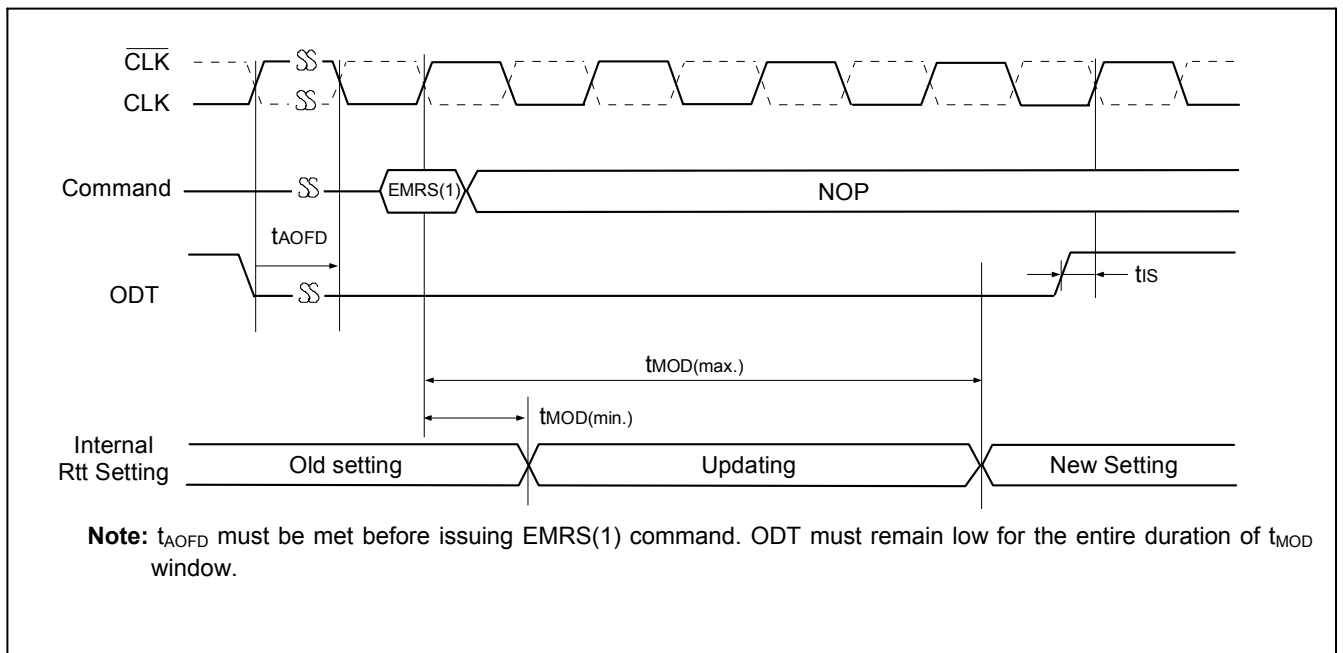 CLK
CLK
Command
EMRS(1)
NOP
tAOFD
ODT
tIS
tMOD(max.)
tMOD(min.)
Internal
Rtt Setting
Old setting
Updating
New Setting
Note: tAOFD must be met before issuing EMRS(1) command. ODT must remain low for the entire duration of tMOD
window.